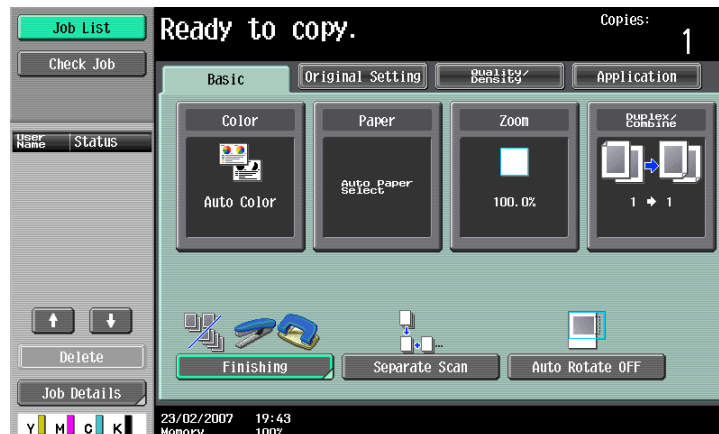 Job List
Ready to copy.
Copies:
1
Check Job
Basic
Original Setting
Quality/
Density
Application
User
Name
Status
Color
Paper
Zoom
Duplex/
Combine
Auto Color
Auto Paper
Select
100.0%
1 → 1
Delete
Finishing
Separate Scan
Auto Rotate OFF
Job Details
Y M C K
23/02/2007 19:43
Memory 100%